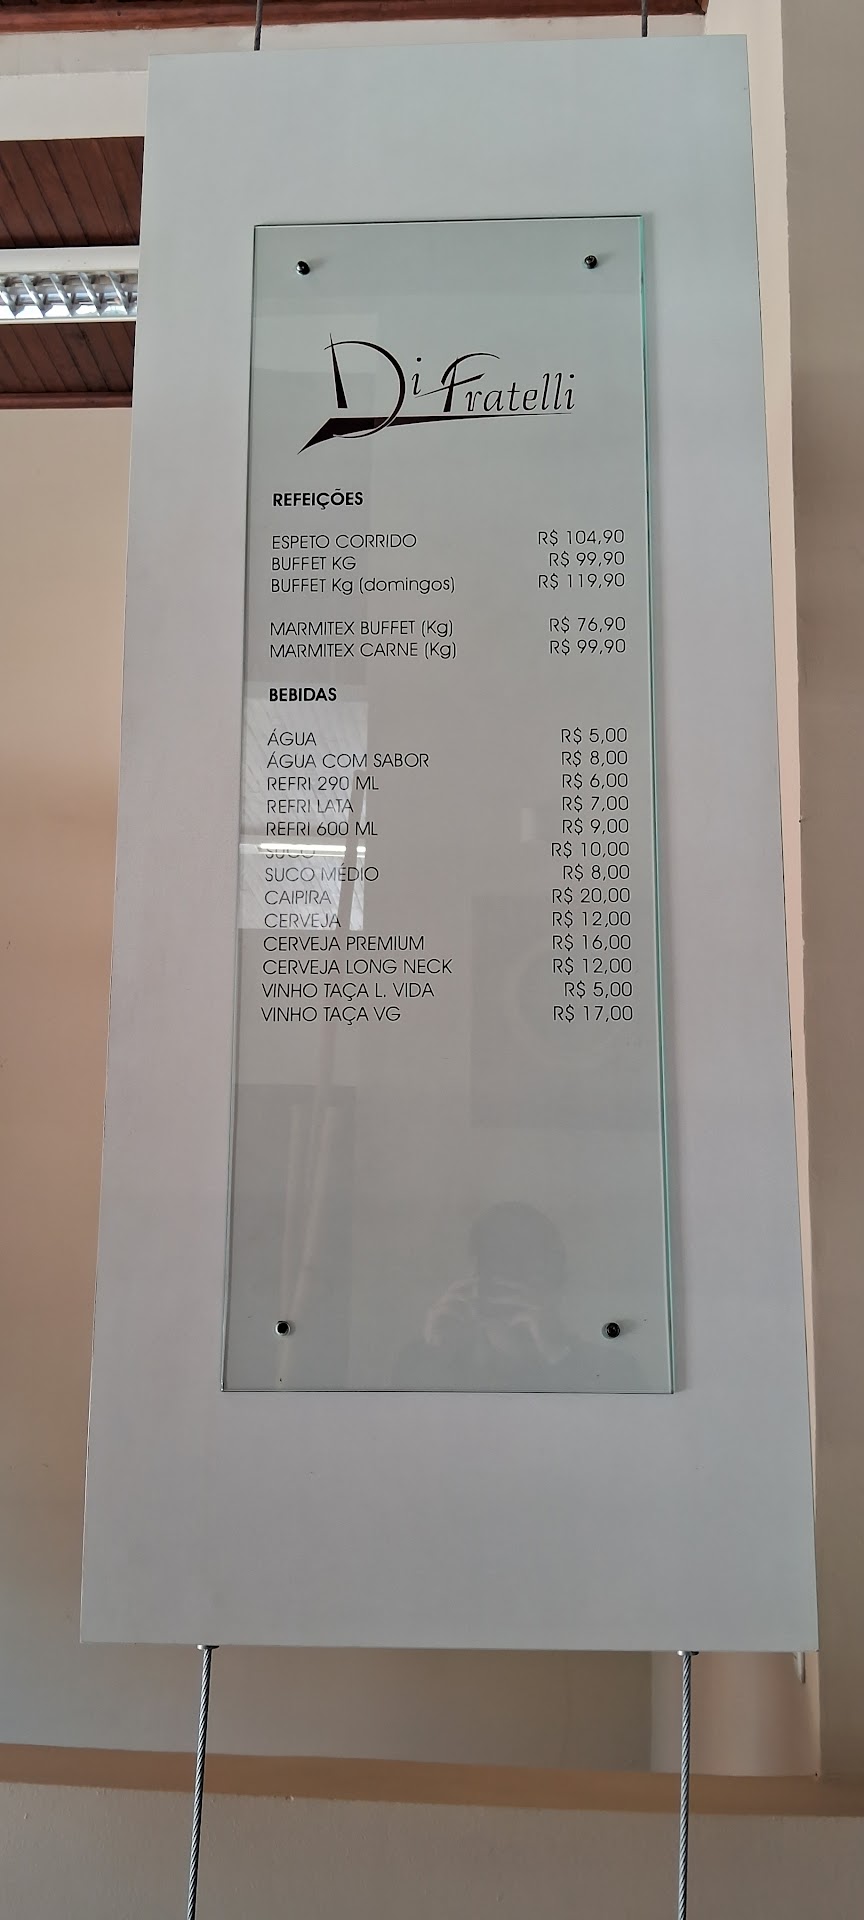 Di Fratelli
REFEIÇÕES
ESPETO CORRIDO R$ 104,90
BUFFET KG R$ 99,90
BUFFET Kg (domingos) R$ 119,90
MARMITEX BUFFET (Kg) R$ 76,90
MARMITEX CARNE (Kg) R$ 99,90
BEBIDAS
ÁGUA R$ 5,00
ÁGUA COM SABOR R$ 8,00
REFRI 290 ML R$ 6,00
REFRI LATA R$ 7,00
REFRI 600 ML R$ 9,00
SUCO R$ 10,00
SUCO MÉDIO R$ 8,00
CAIPIRA R$ 20,00
CERVEJA R$ 12,00
CERVEJA PREMIUM R$ 16,00
CERVEJA LONG NECK R$ 12,00
VINHO TAÇA L. VIDA R$ 5,00
VINHO TAÇA VG R$ 17,00